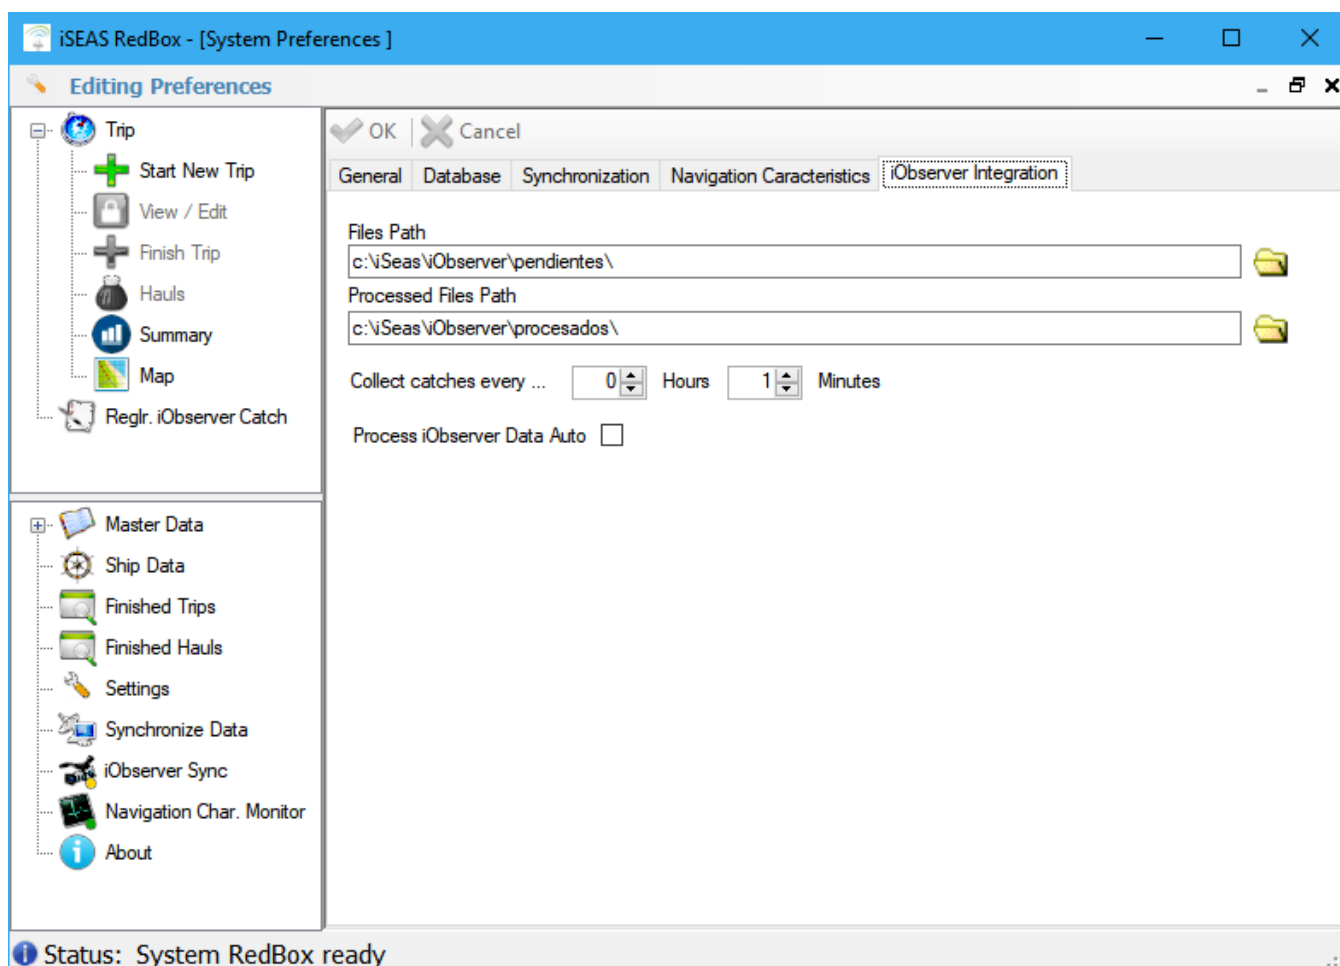 iSEAS RedBox - [System Preferences ]
Editing Preferences
Trip
Start New Trip
View / Edit
Finish Trip
Hauls
Summary
Map
Reglr. iObserver Catch
Master Data
Ship Data
Finished Trips
Finished Hauls
Settings
Synchronize Data
iObserver Sync
Navigation Char. Monitor
About
OK Cancel
General Database Synchronization Navigation Caracteristics iObserver Integration
Files Path
c:\iSeas\iObserver\pendientes\
Processed Files Path
c:\iSeas\iObserver\procesados\
Collect catches every ... 0 Hours 1 Minutes
Process iObserver Data Auto
Status: System RedBox ready